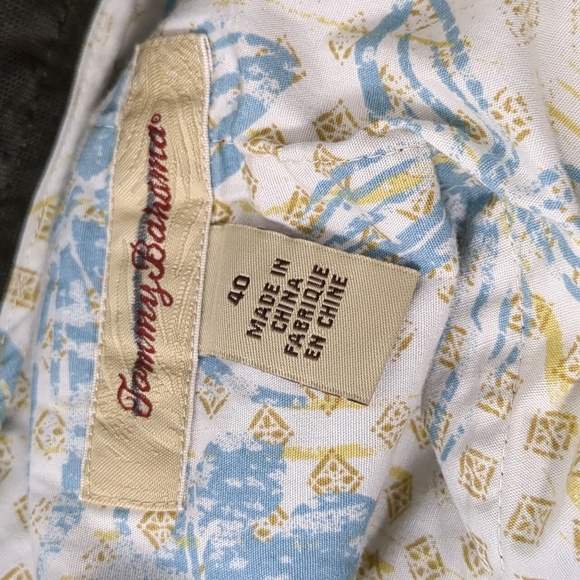 Tommy Bahama®
40
MADE IN
CHINA
FABRIQUE
EN CHINE